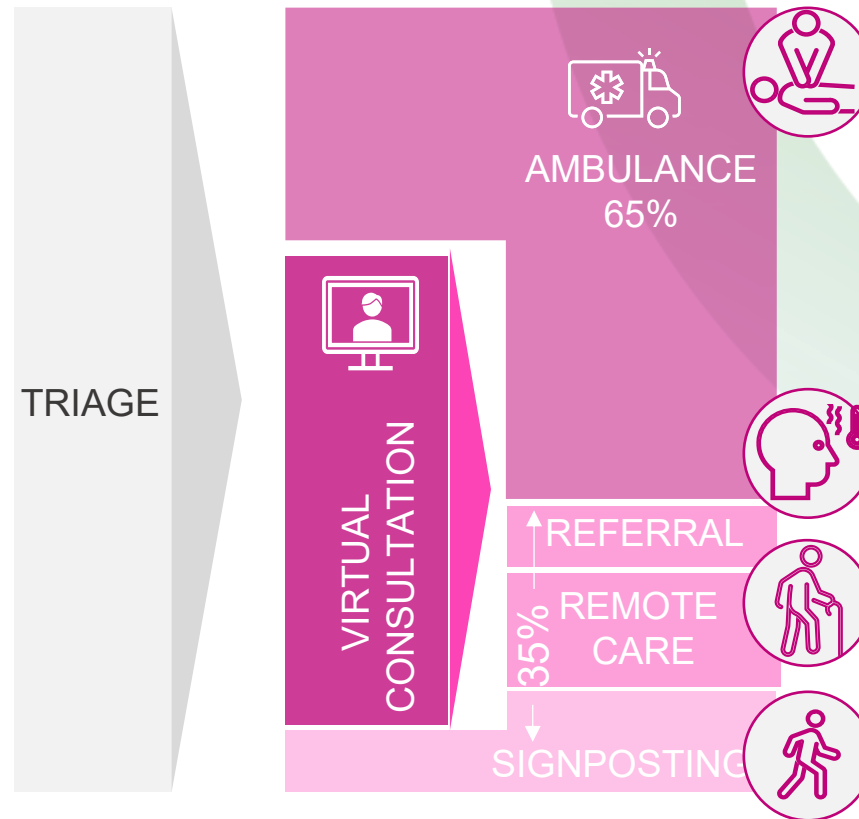 TRIAGE
AMBULANCE
65%
VIRTUAL
CONSULTATION
REFERRAL
35%
REMOTE
CARE
SIGNPOSTING